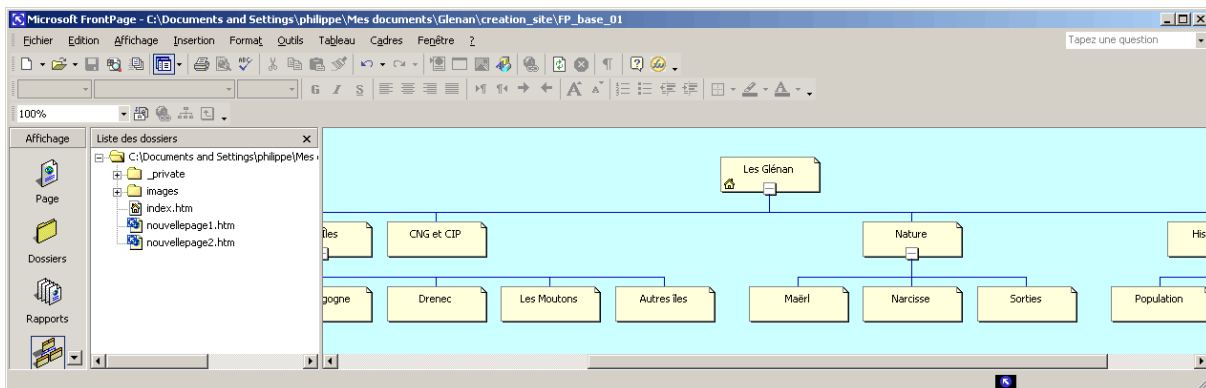 Microsoft FrontPage - C:\Documents and Settings\philippe\Mes documents\Glenan\creation_site\FP_base_01
Fichier Edition Affichage Insertion Format Outils Tableau Cadres Fenêtre ?
Tapez une question
G I S
100%
Affichage
Liste des dossiers
C:\Documents and Settings\philippe\Mes
_private
images
index.htm
nouvellepage1.htm
nouvellepage2.htm
Page
Dossiers
Rapports
Les Glénan
Îles
CNG et CIP
Nature
His
gogne
Drenec
Les Moutons
Autres îles
Maërl
Narcisse
Sorties
Population